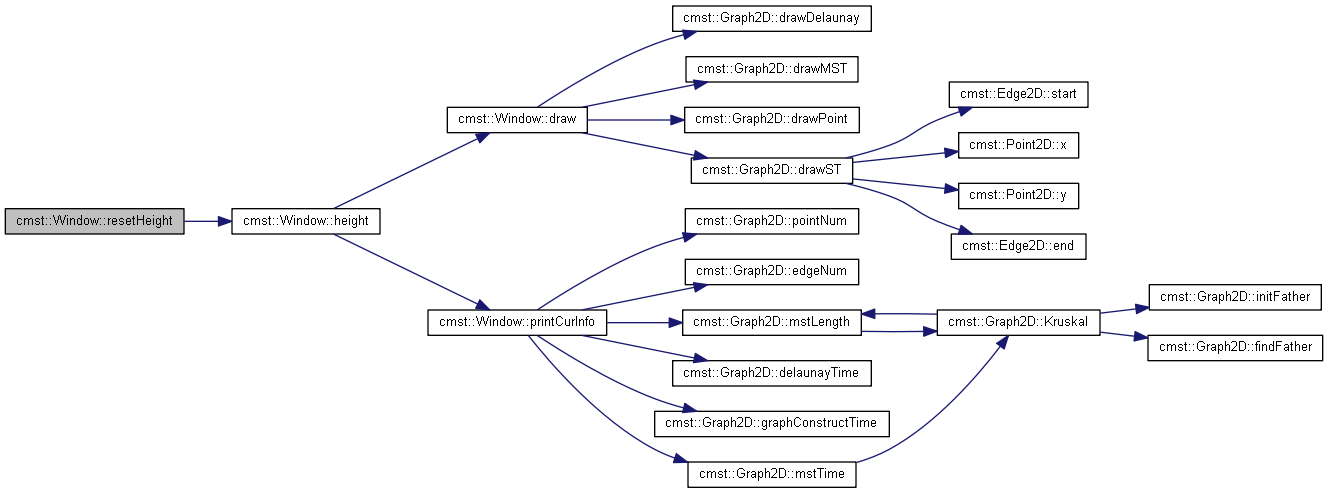 cmst::Graph2D::drawDelaunay
cmst::Graph2D::drawMST
cmst::Edge2D::start
cmst::Window::draw
cmst::Graph2D::drawPoint
cmst::Point2D::x
cmst::Graph2D::drawST
cmst::Point2D::y
cmst::Window::resetHeight
cmst::Window::height
cmst::Graph2D::pointNum
cmst::Edge2D::end
cmst::Graph2D::edgeNum
cmst::Graph2D::initFather
cmst::Window::printCurInfo
cmst::Graph2D::mstLength
cmst::Graph2D::Kruskal
cmst::Graph2D::findFather
cmst::Graph2D::delaunayTime
cmst::Graph2D::graphConstructTime
cmst::Graph2D::mstTime